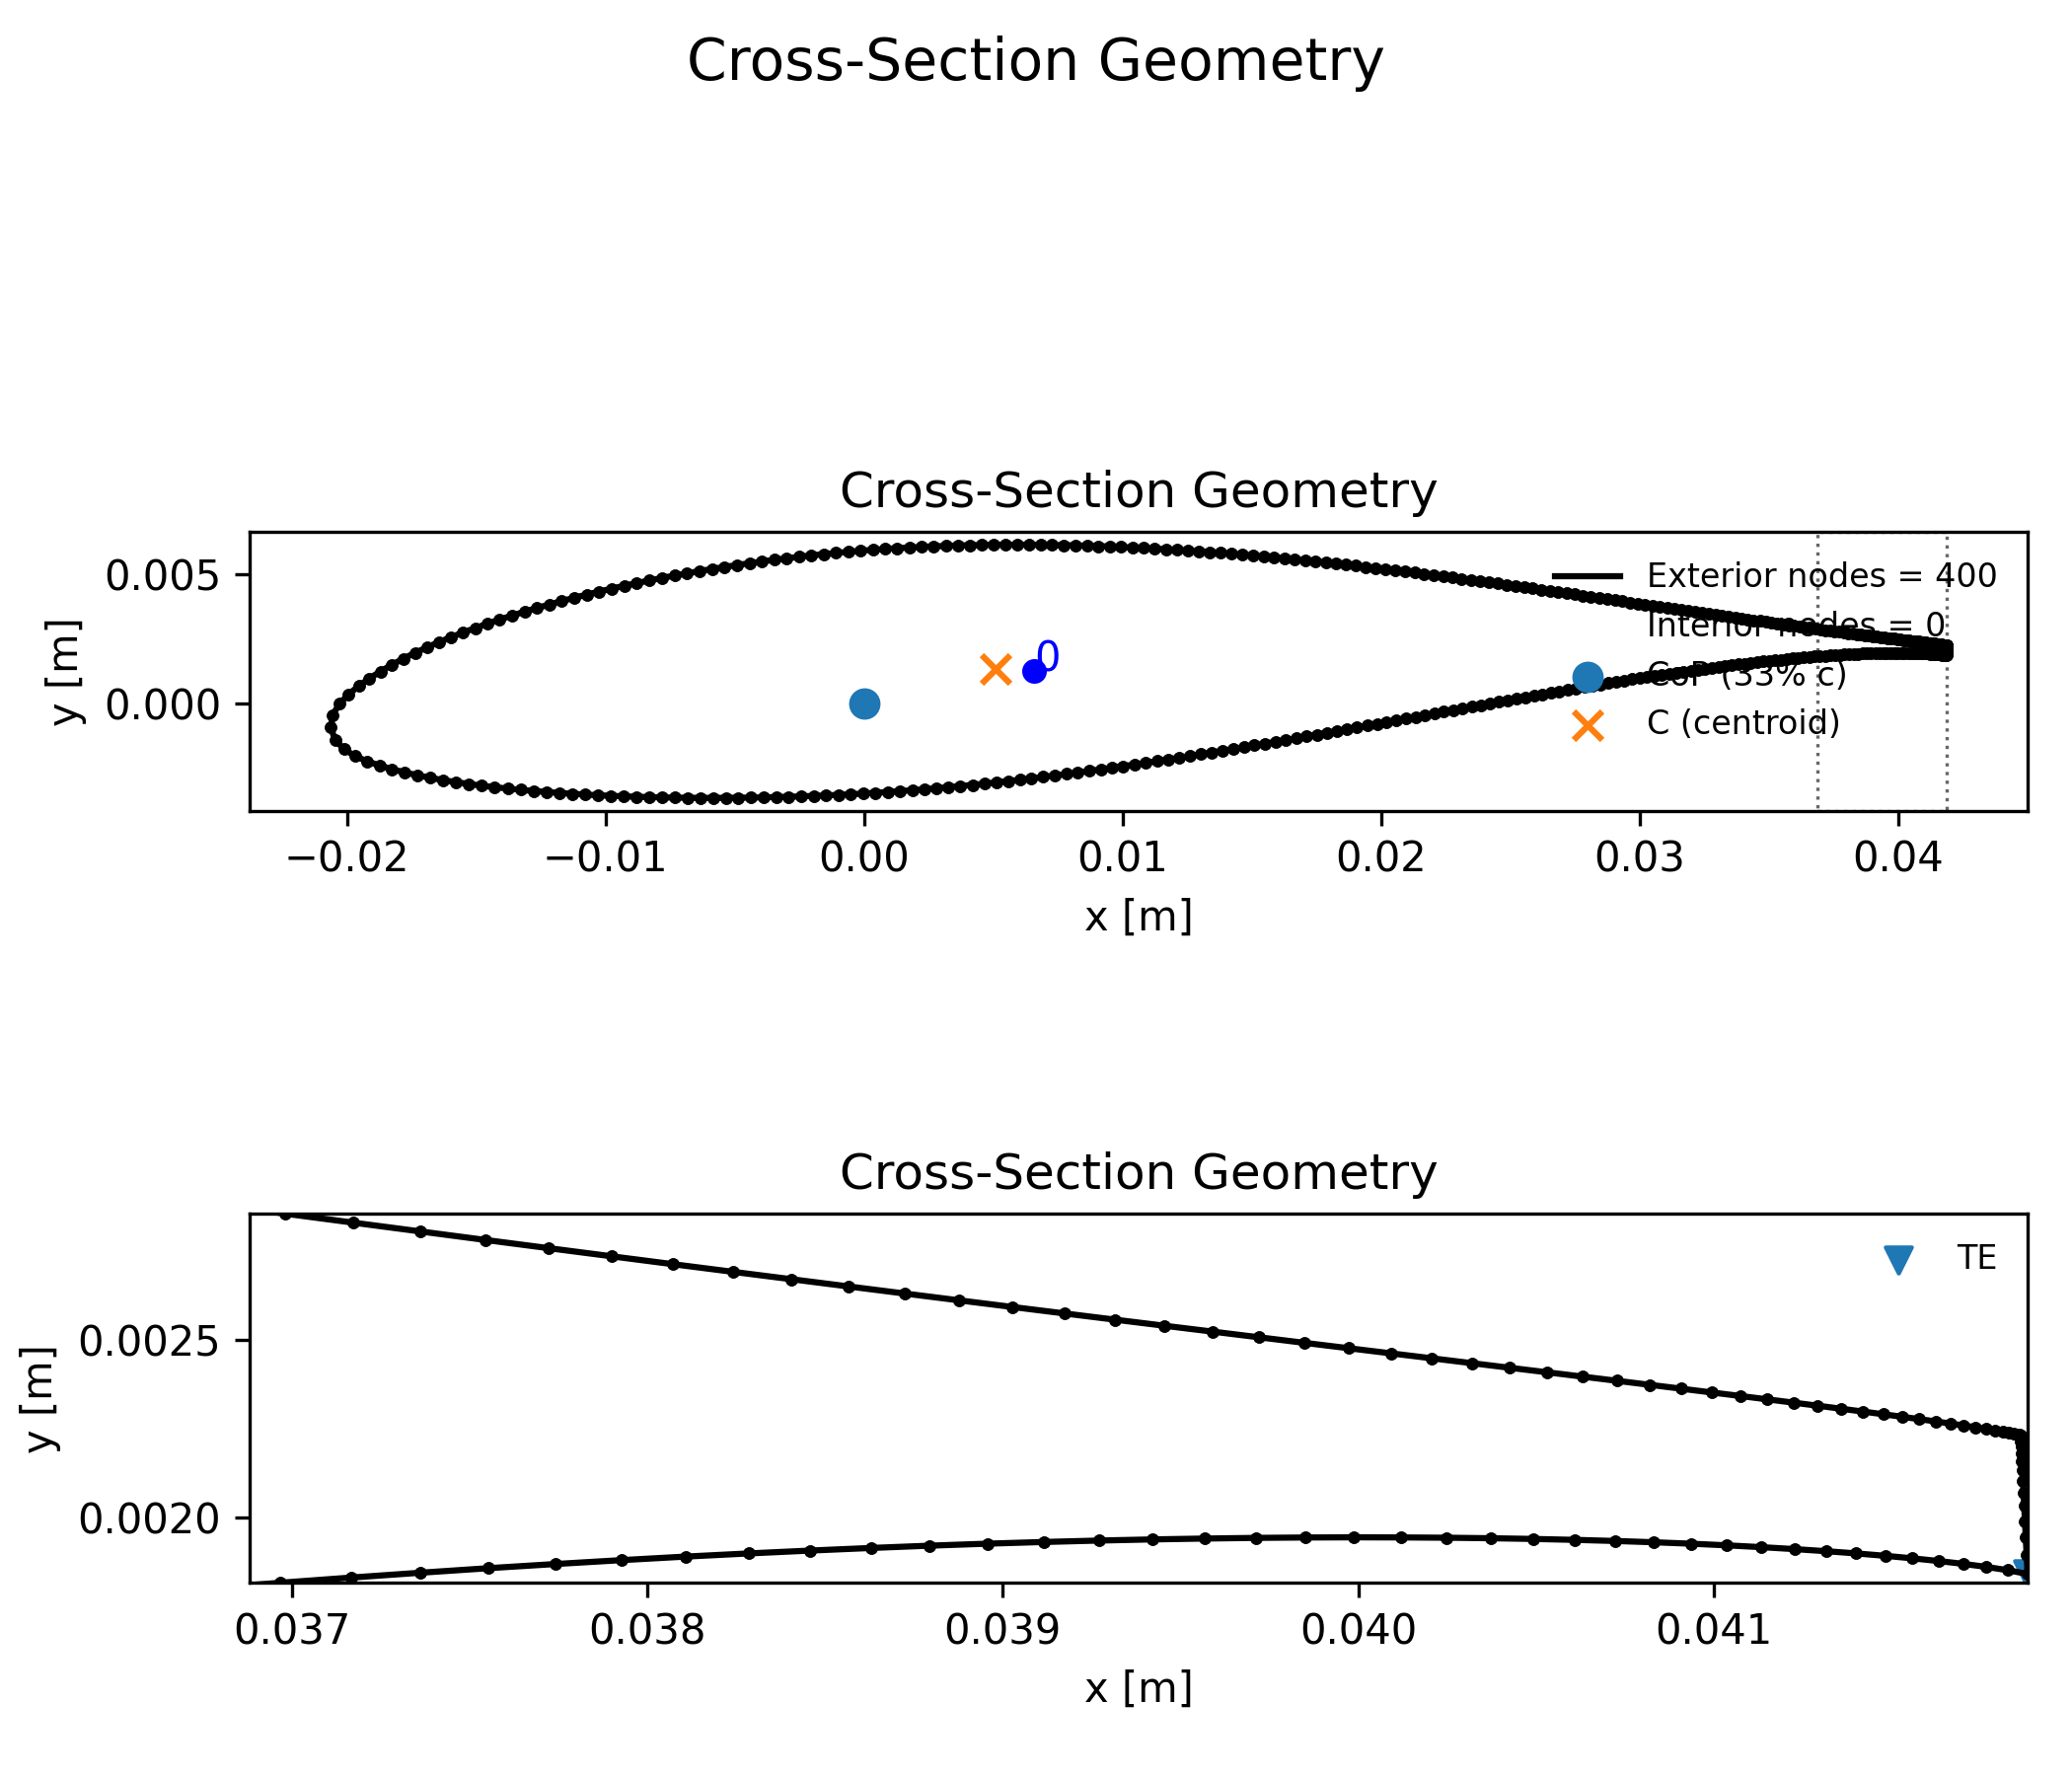 Cross-Section Geometry
Cross-Section Geometry
0.005
0.000
y [m]
0
Exterior nodes = 400
Interior nodes = 0
CoP (33% c)
C (centroid)
−0.02
−0.01
0.00
0.01
0.02
0.03
0.04
x [m]
Cross-Section Geometry
TE
0.0025
0.0020
y [m]
0.037
0.038
0.039
0.040
0.041
x [m]